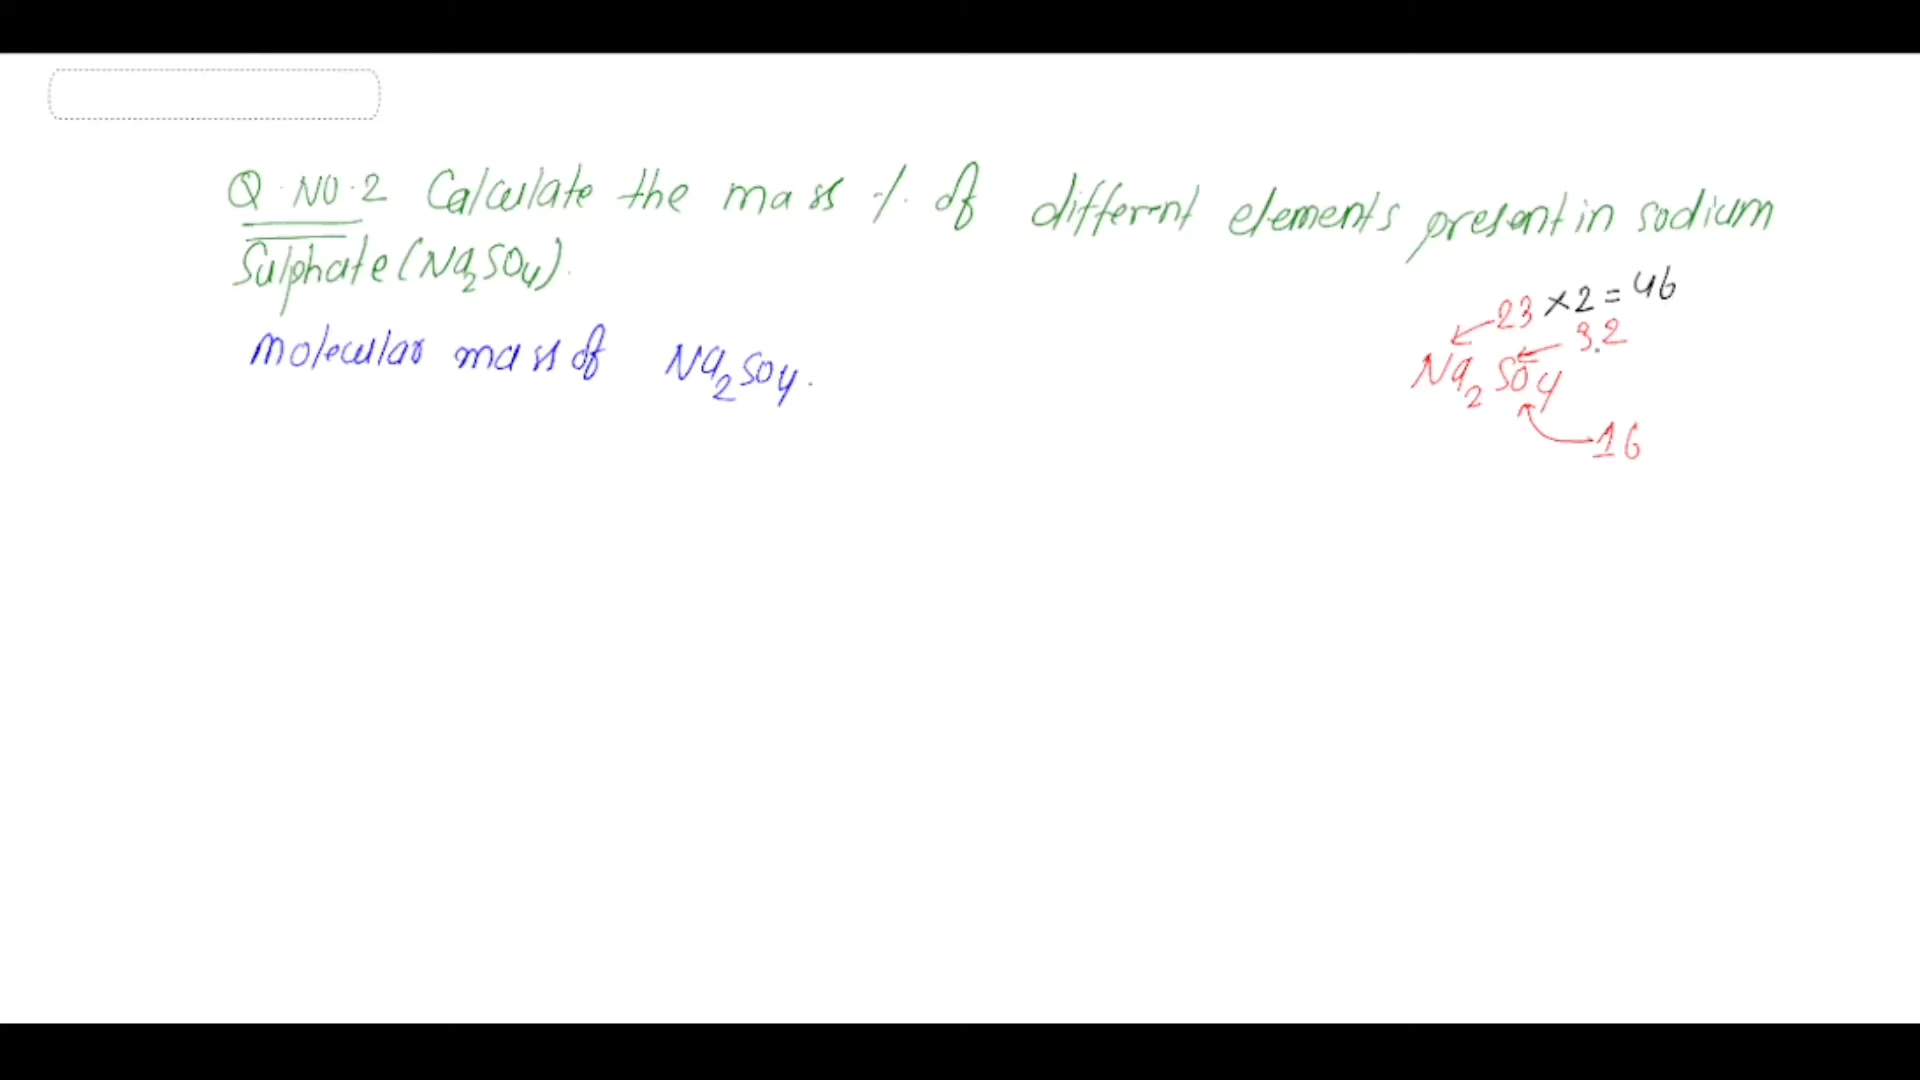 Q. NO. 2 Calculate the mass % of different elements present in sodium
Sulphate (Na2SO4).
23 × 2 = 46
32
molecular mass of Na2SO4.
Na2SO4
16